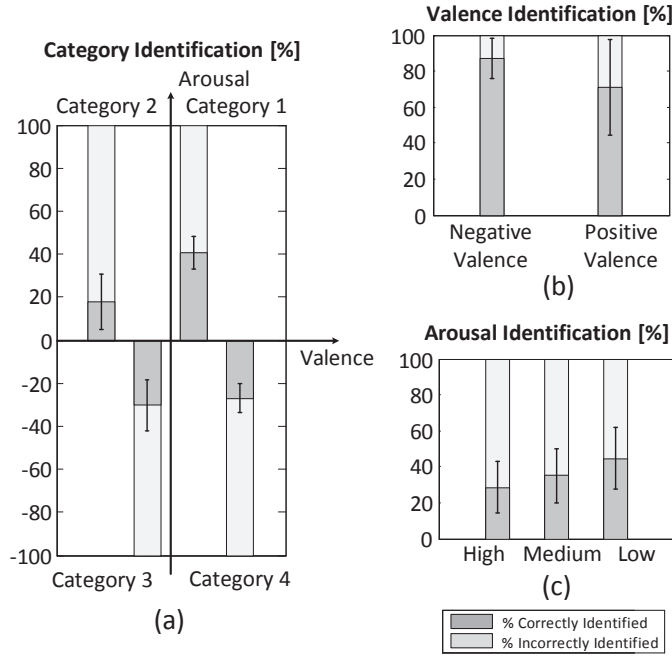 Category Identification [%]
Arousal
Category 2
Category 1
100
80
60
40
20
0
-20
-40
-60
-80
-100
Valence
Category 3
Category 4
(a)
Valence Identification [%]
100
80
60
40
20
0
Negative Valence
Positive Valence
(b)
Arousal Identification [%]
100
80
60
40
20
0
High
Medium
Low
(c)
% Correctly Identified
% Incorrectly Identified